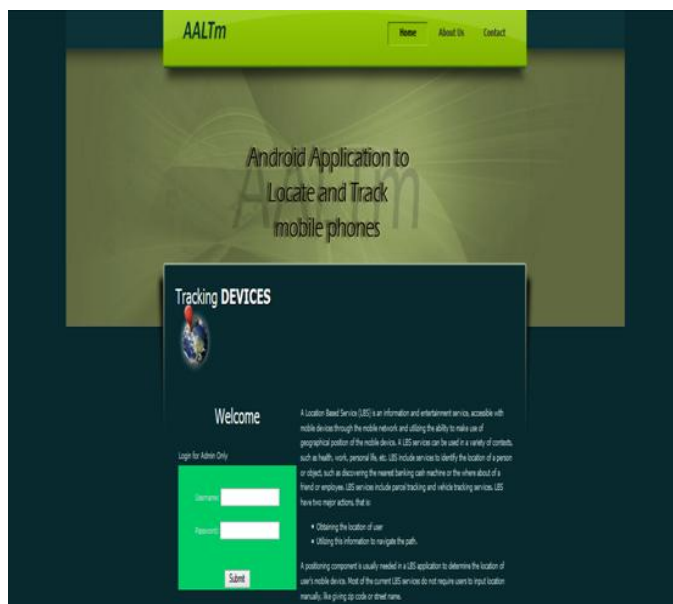 AALTm
Home About Us Contact
AALTm
Android Application to
Locate and Track
mobile phones
Tracking DEVICES
Welcome
Login for Admin Only
Username:
Password:
Submit
A Location Based Service [LBS] is an information and entertainment service, accessible with
mobile devices through the mobile network and utilizing the ability to make use of
geographical position of the mobile device. A LBS services can be used in a variety of contexts,
such as health, work, personal life, etc. LBS include services to identify the location of a person
or object, such as discovering the nearest banking cash machine or the where about of a
friend or employee. LBS services include parcel tracking and vehicle tracking services. LBS
have two major actions, that is:
• Obtaining the location of user
• Utilizing this information to navigate the path.
A positioning component is usually needed in a LBS application to determine the location of
user's mobile device. Most of the current LBS services do not require users to input location
manually, like giving zip code or street name.